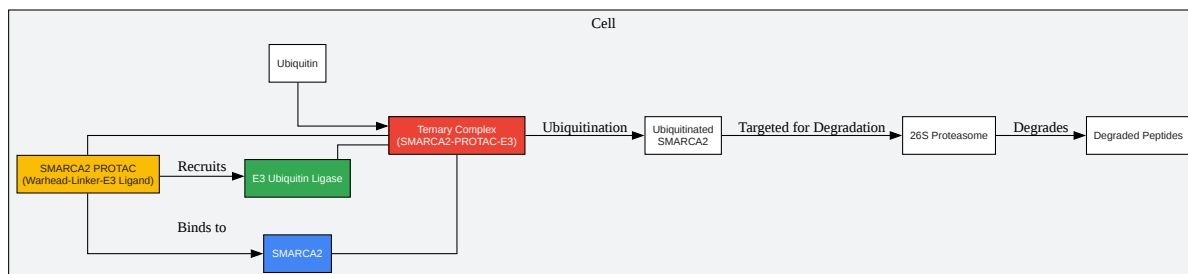 Cell
Ubiquitin
Ternary Complex
(SMARCA2-PROTAC-E3)
Ubiquitination
Ubiquitinated
SMARCA2
Targeted for Degradation
26S Proteasome
Degrades
Degraded Peptides
SMARCA2 PROTAC
(Warhead-Linker-E3 Ligand)
Recruits
E3 Ubiquitin Ligase
Binds to
SMARCA2